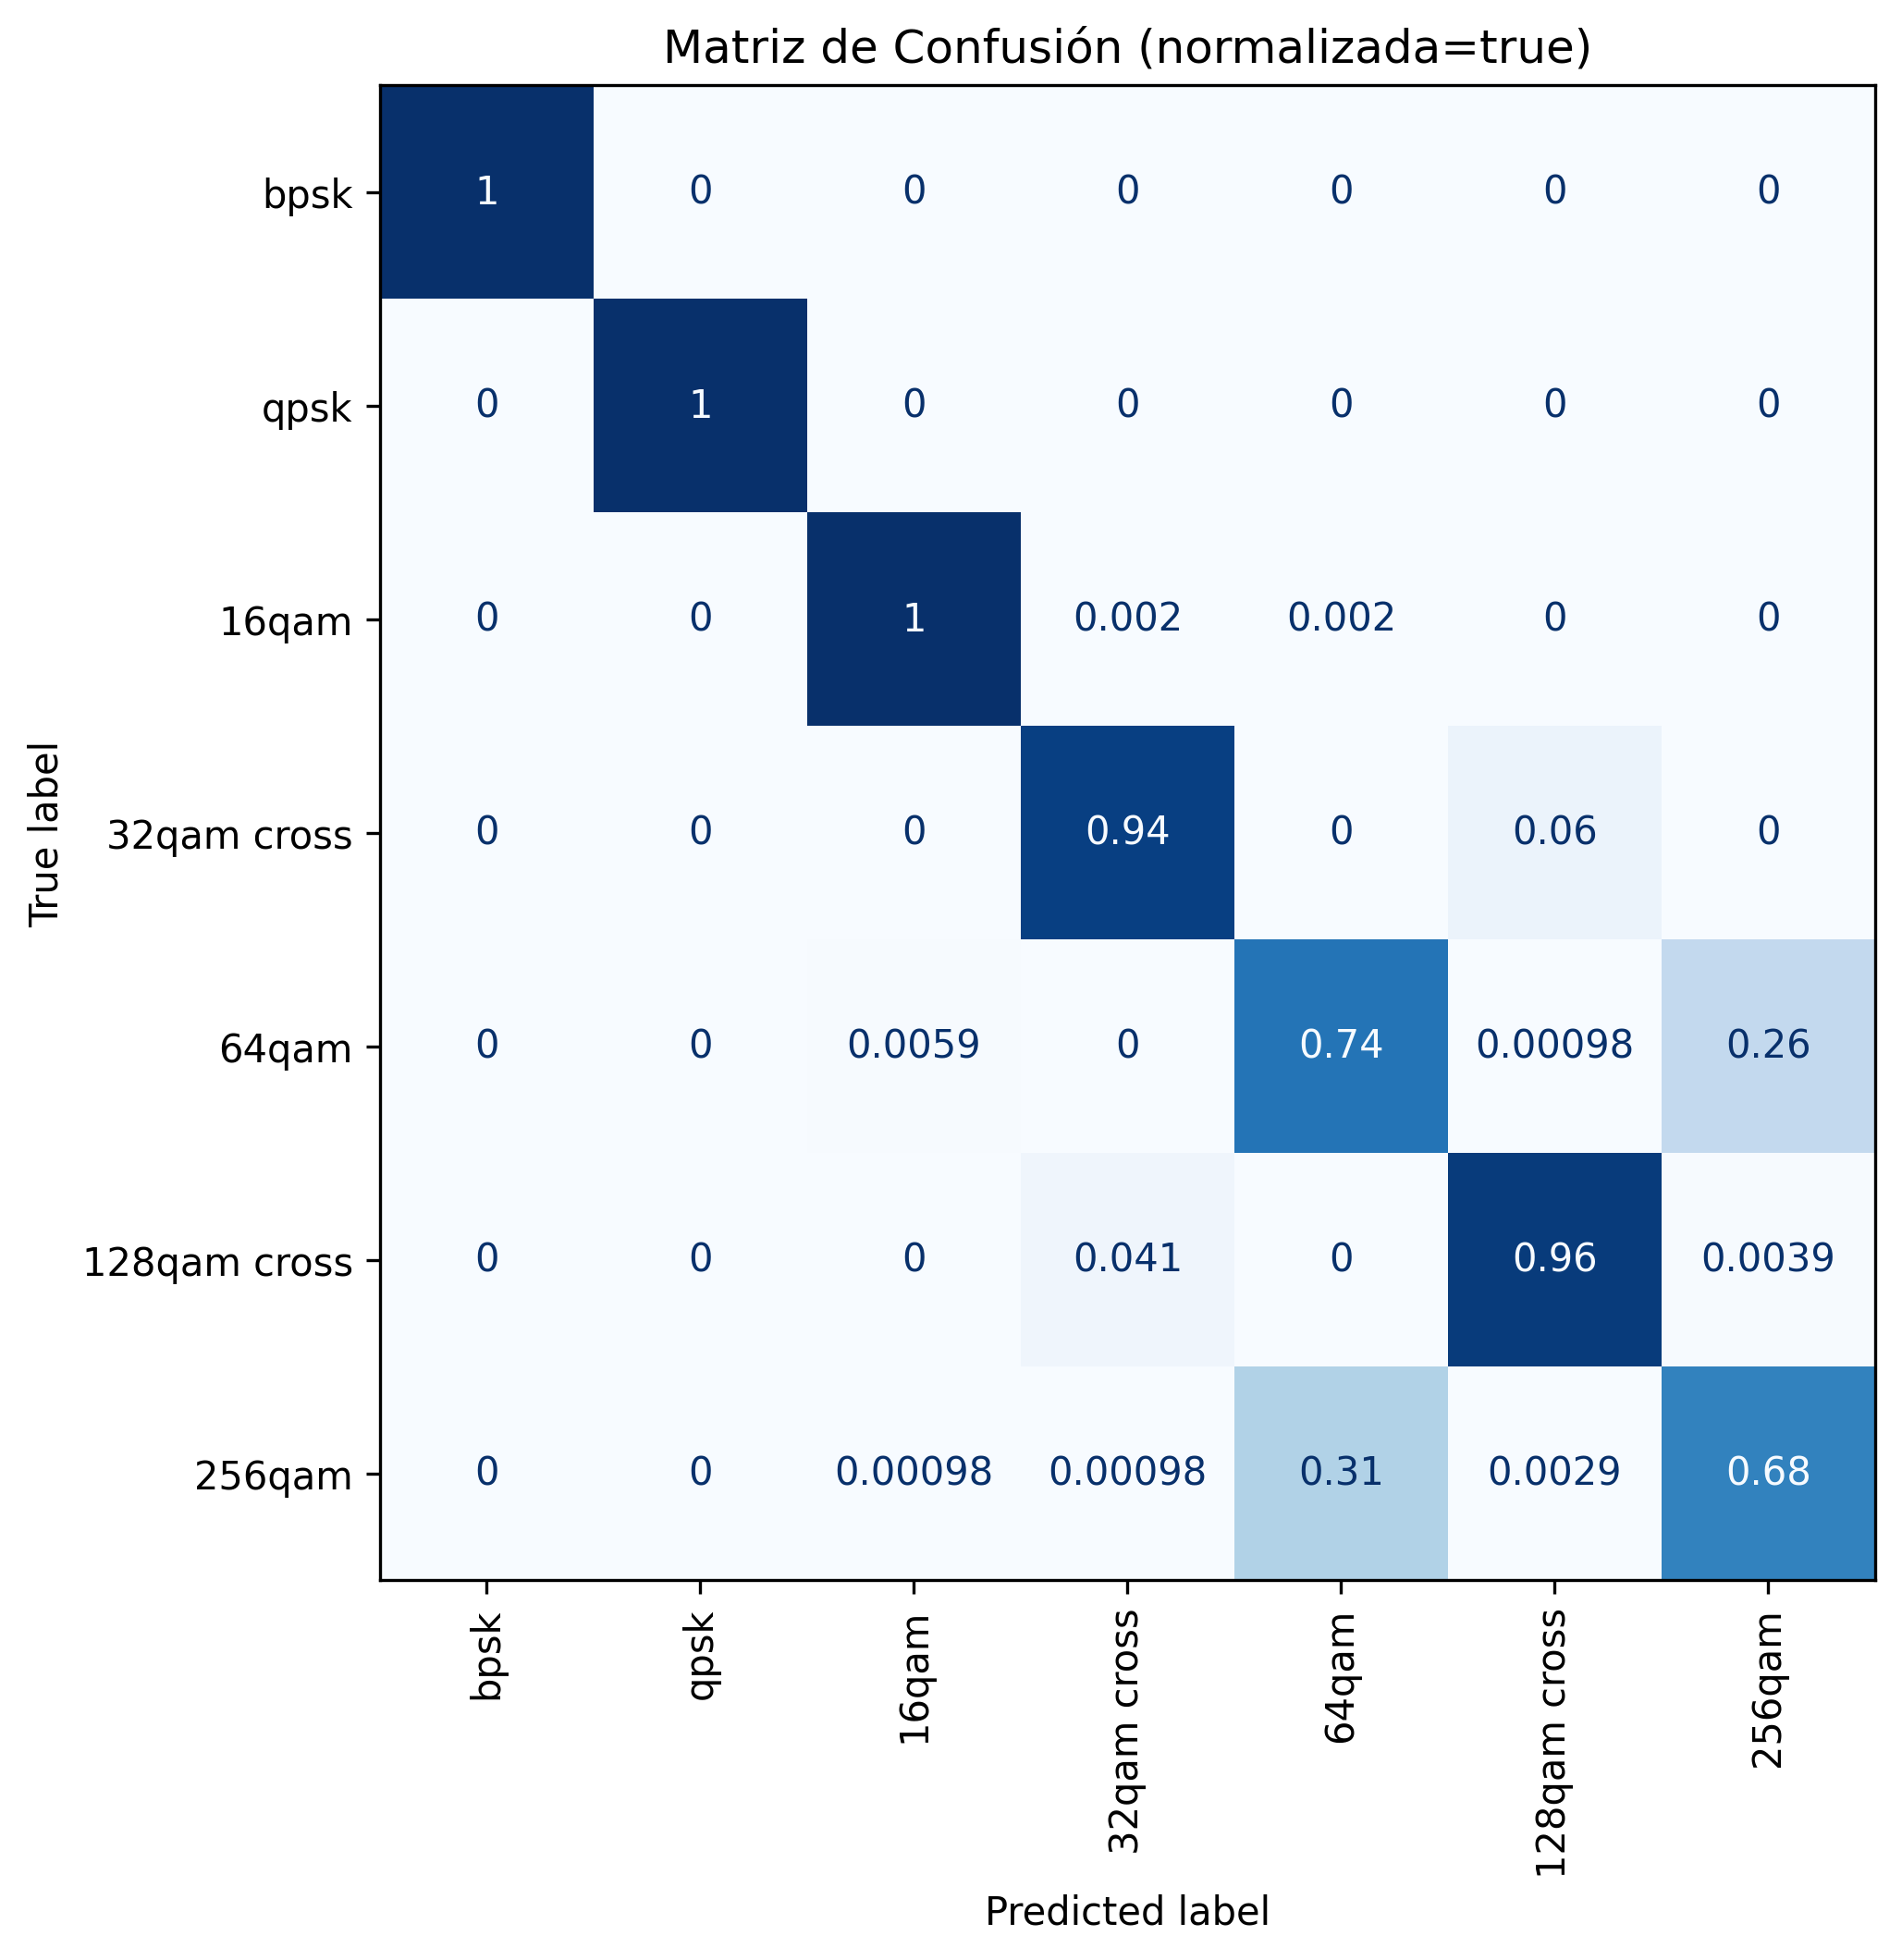 Matriz de Confusión (normalizada=true)
bpsk 1 0 0 0 0 0 0
qpsk 0 1 0 0 0 0 0
16qam 0 0 1 0.002 0.002 0 0
32qam cross 0 0 0 0.94 0 0.06 0
64qam 0 0 0.0059 0 0.74 0.00098 0.26
128qam cross 0 0 0 0.041 0 0.96 0.0039
256qam 0 0 0.00098 0.00098 0.31 0.0029 0.68
True label
bpsk
qpsk
16qam
32qam cross
64qam
128qam cross
256qam
Predicted label